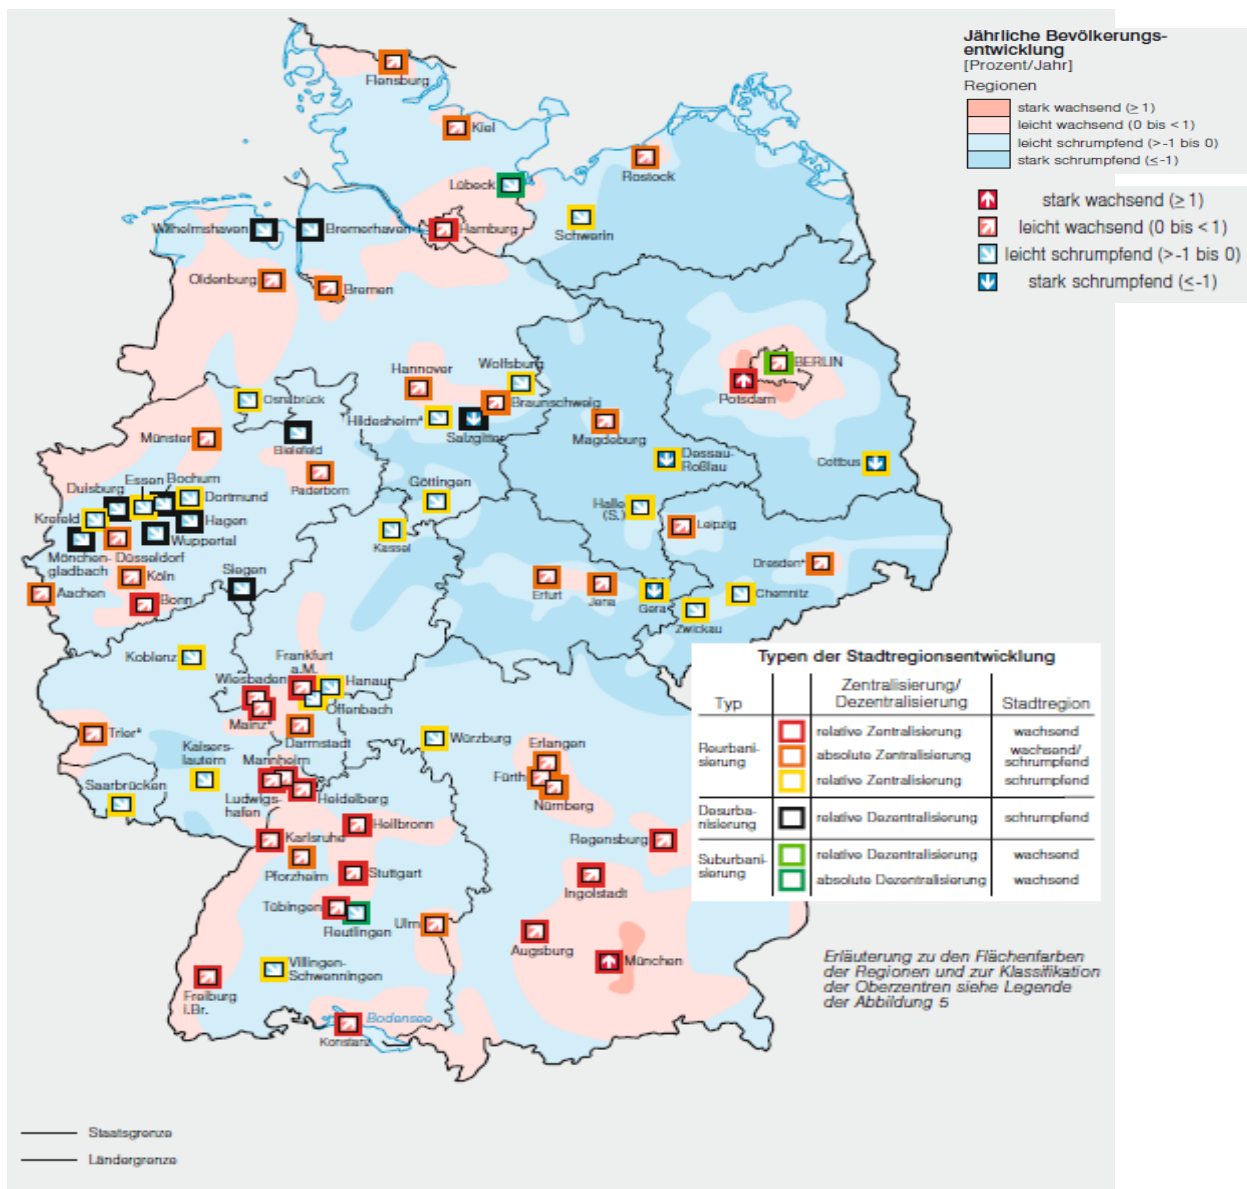 Jährliche Bevölkerungs-
entwicklung
[Prozent/Jahr]
Regionen
stark wachsend (≥ 1)
leicht wachsend (0 bis < 1)
leicht schrumpfend (> -1 bis 0)
stark schrumpfend (≤ -1)
stark wachsend (≥ 1)
leicht wachsend (0 bis < 1)
leicht schrumpfend (> -1 bis 0)
stark schrumpfend (≤ -1)
Flensburg
Kiel
Rostock
Lübeck
Wilhelmshaven
Bremerhaven
Hamburg
Schwerin
Oldenburg
Bremen
Hannover
Wolfsburg
BERLIN
Potsdam
Osnabrück
Braunschweig
Hildesheim*
Salzgitter
Magdeburg
Münster
Bielefeld
Dessau-
Roßlau
Cottbus
Paderborn
Göttingen
Essen
Bochum
Duisburg
Dortmund
Halle
(S.)
Krefeld
Hagen
Leipzig
Wuppertal
Kassel
Mönchen-
gladbach
Düsseldorf
Dresden*
Köln
Siegen
Aachen
Bonn
Erfurt
Jena
Gera
Chemnitz
Zwickau
Koblenz
Frankfurt
a.M.
Wiesbaden
Hanau
Offenbach
Mainz*
Trier*
Darmstadt
Würzburg
Kaisers-
lautern
Mannheim
Erlangen
Fürth
Saarbrücken
Ludwigs-
hafen
Heidelberg
Nürnberg
Heilbronn
Karlsruhe
Regensburg
Pforzheim
Stuttgart
Ingolstadt
Tübingen
Reutlingen
Ulm
Augsburg
München
Villingen-
Schwenningen
Freiburg
i.Br.
Bodensee
Konstanz
Typen der Stadtregionsentwicklung
Typ
Zentralisierung/
Dezentralisierung
Stadtregion
Reurbani-
sierung
relative Zentralisierung
wachsend
absolute Zentralisierung
wachsend/
schrumpfend
relative Zentralisierung
schrumpfend
Desurba-
nisierung
relative Dezentralisierung
schrumpfend
Suburbani-
sierung
relative Dezentralisierung
wachsend
absolute Dezentralisierung
wachsend
Erläuterung zu den Flächenfarben
der Regionen und zur Klassifikation
der Oberzentren siehe Legende
der Abbildung 5
Staatsgrenze
Ländergrenze